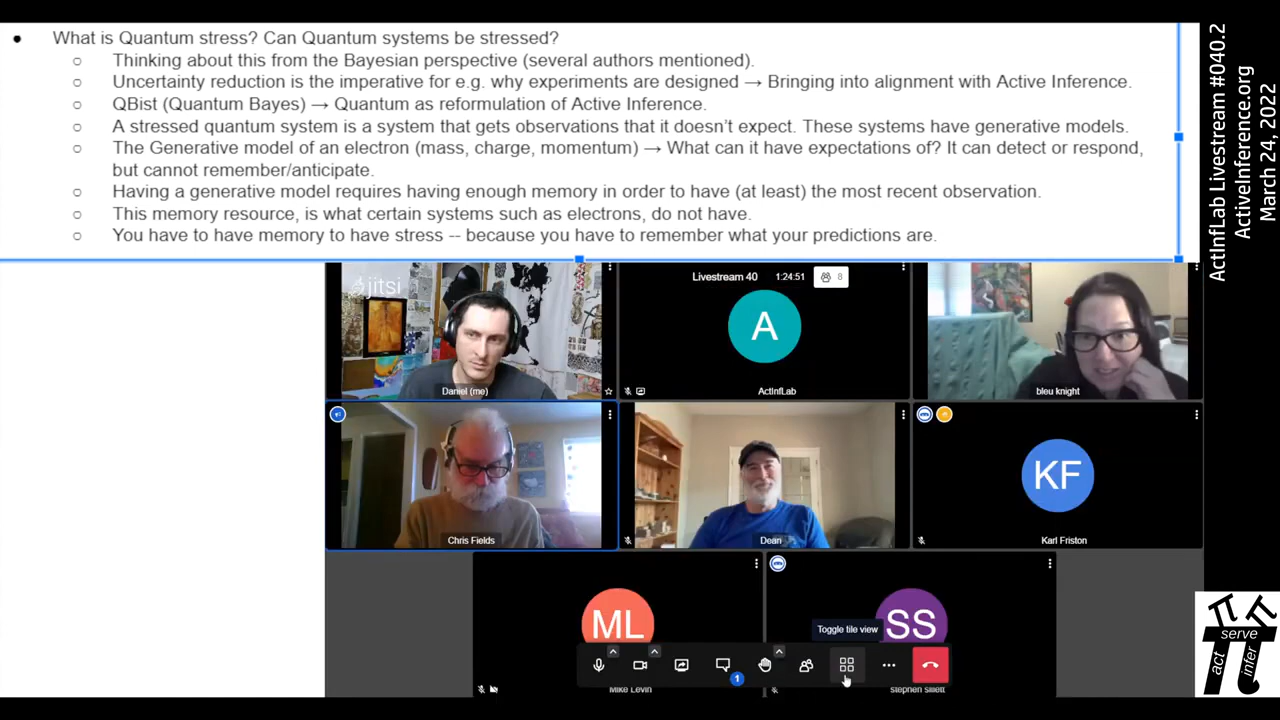 What is Quantum stress? Can Quantum systems be stressed?
Thinking about this from the Bayesian perspective (several authors mentioned).
Uncertainty reduction is the imperative for e.g. why experiments are designed → Bringing into alignment with Active Inference.
QBist (Quantum Bayes) → Quantum as reformulation of Active Inference.
A stressed quantum system is a system that gets observations that it doesn't expect. These systems have generative models.
The Generative model of an electron (mass, charge, momentum) → What can it have expectations of? It can detect or respond,
but cannot remember/anticipate.
Having a generative model requires having enough memory in order to have (at least) the most recent observation.
This memory resource, is what certain systems such as electrons, do not have.
You have to have memory to have stress -- because you have to remember what your predictions are.
ActInfLab Livestream #040.2
ActiveInference.org
March 24, 2022
jitsi
Livestream 40 1:24:51 8
A
Daniel (me)
ActInfLab
bleu knight
KF
Chris Fields
Dean
Karl Friston
ML
SS
Toggle tile view
1
Mike Levin
stephen sillett
serve
act
infer